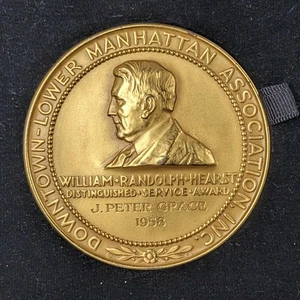 DOWNTOWN-LOWER MANHATTAN ASSOCIATION, INC.
WILLIAM·RANDOLPH·HEARST
·DISTINGUISHED·SERVICE·AWARD·
J. PETER GRACE
1958